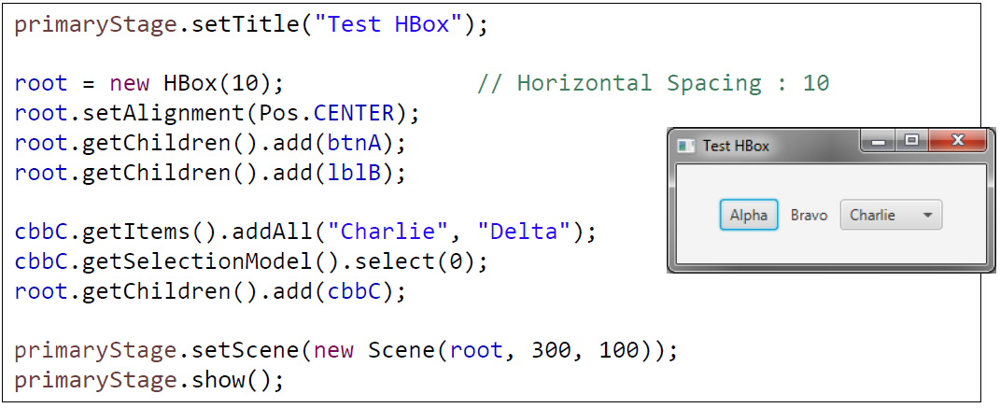 primaryStage.setTitle("Test HBox");
root = new HBox(10); // Horizontal Spacing : 10
root.setAlignment(Pos.CENTER);
root.getChildren().add(btnA);
root.getChildren().add(lblB);
cbbC.getItems().addAll("Charlie", "Delta");
cbbC.getSelectionModel().select(0);
root.getChildren().add(cbbC);
primaryStage.setScene(new Scene(root, 300, 100));
primaryStage.show();
Test HBox
Alpha Bravo Charlie